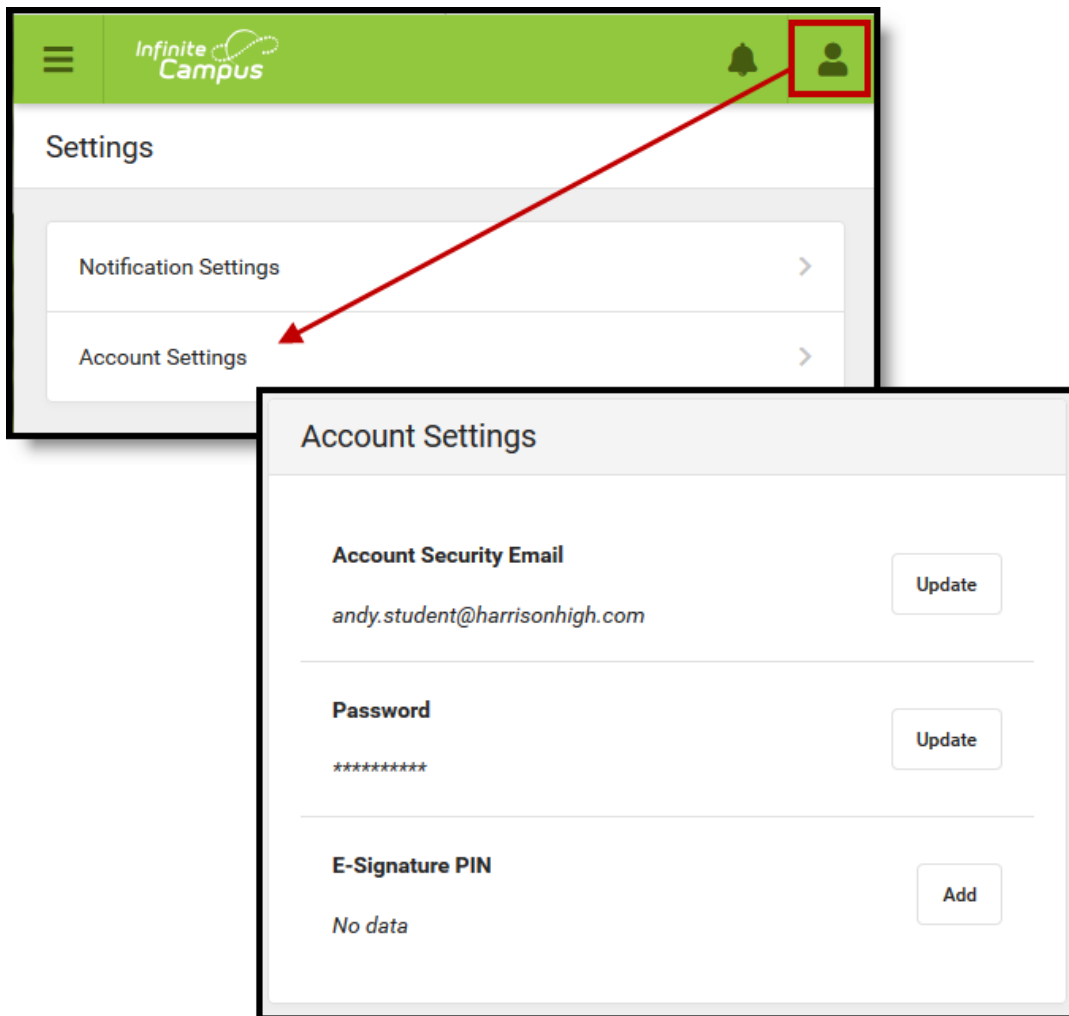 Infinite
Campus
Settings
Notification Settings
Account Settings
Account Settings
Account Security Email
Update
andy.student@harrisonhigh.com
Password
Update
**********
E-Signature PIN
Add
No data